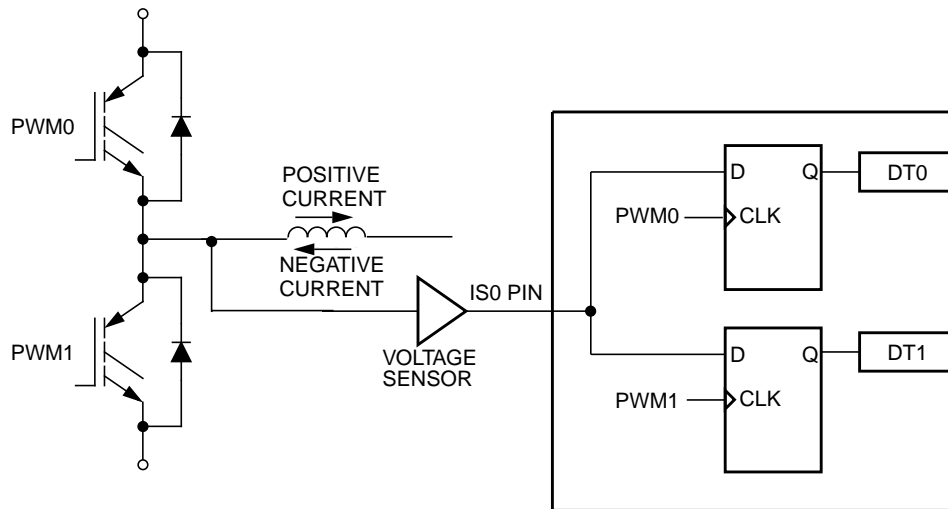 PWM0
POSITIVE
CURRENT
NEGATIVE
CURRENT
PWM1
VOLTAGE
SENSOR
IS0 PIN
D
Q
DT0
PWM0
CLK
D
Q
DT1
PWM1
CLK